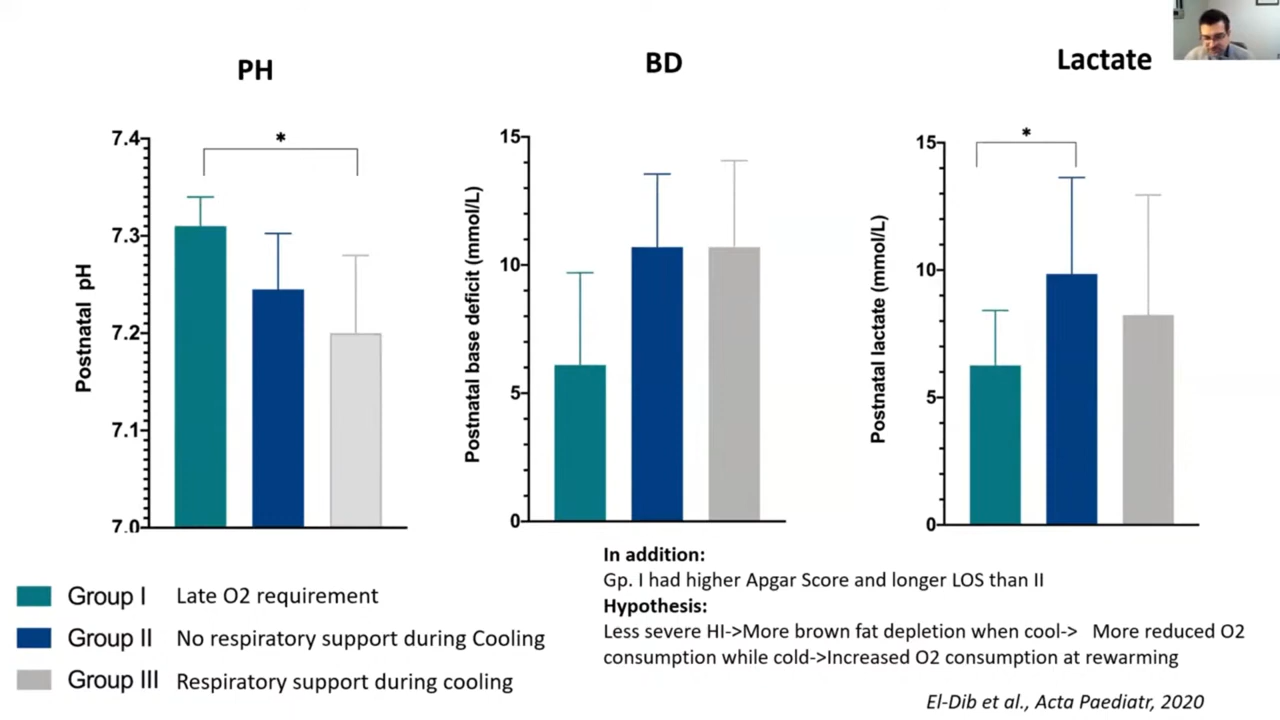 PH
BD
Lactate
*
7.4
7.3
7.2
7.1
7.0
Postnatal pH
15
10
5
0
Postnatal base deficit (mmol/L)
*
15
10
5
0
Postnatal lactate (mmol/L)
Group I Late O2 requirement
Group II No respiratory support during Cooling
Group III Respiratory support during cooling
In addition:
Gp. I had higher Apgar Score and longer LOS than II
Hypothesis:
Less severe HI->More brown fat depletion when cool-> More reduced O2
consumption while cold->Increased O2 consumption at rewarming
El-Dib et al., Acta Paediatr, 2020